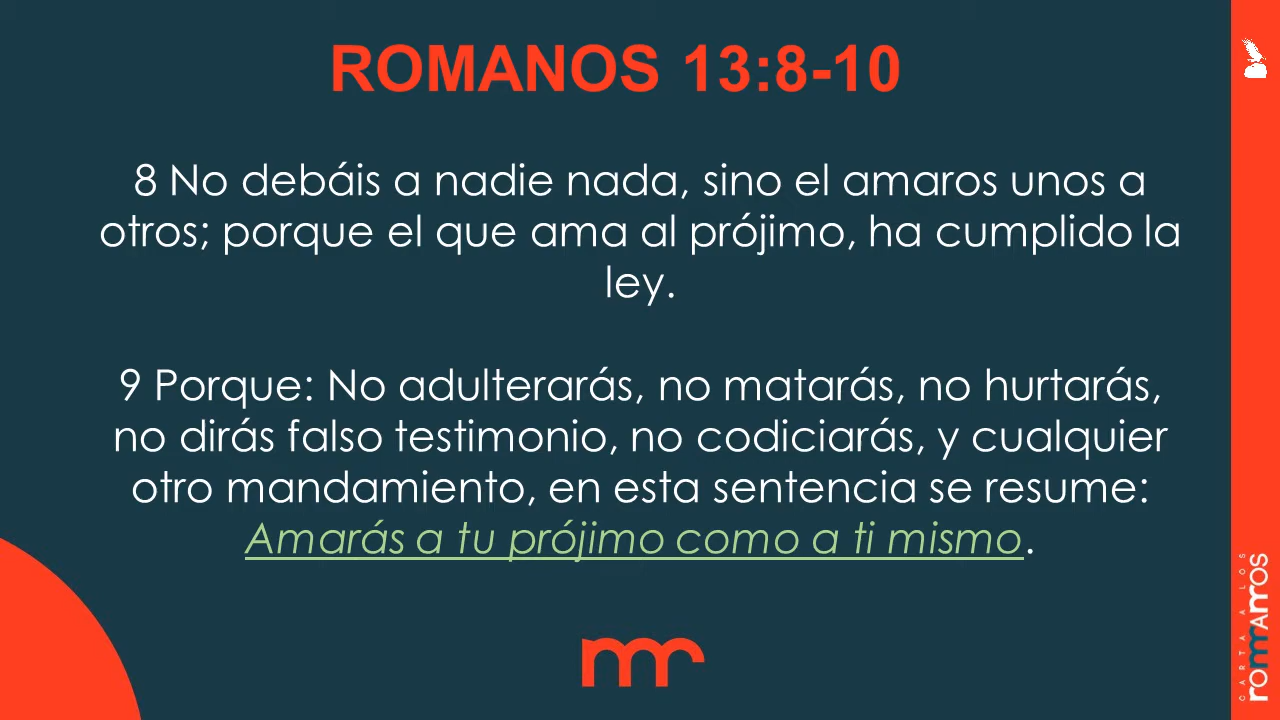 ROMANOS 13:8-10
8 No debáis a nadie nada, sino el amaros unos a
otros; porque el que ama al prójimo, ha cumplido la
ley.
9 Porque: No adulterarás, no matarás, no hurtarás,
no dirás falso testimonio, no codiciarás, y cualquier
otro mandamiento, en esta sentencia se resume:
Amarás a tu prójimo como a ti mismo.
CARTA A LOS
romanos